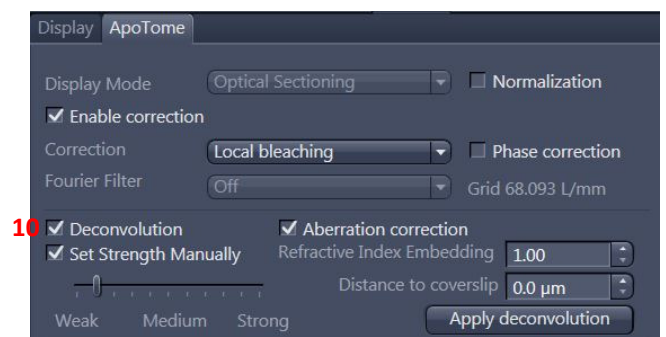 Display ApoTome
Display Mode Optical Sectioning Normalization
Enable correction
Correction Local bleaching Phase correction
Fourier Filter Off Grid 68.093 L/mm
10 Deconvolution Aberration correction
Set Strength Manually Refractive Index Embedding 1.00
Distance to coverslip 0.0 µm
Weak Medium Strong Apply deconvolution